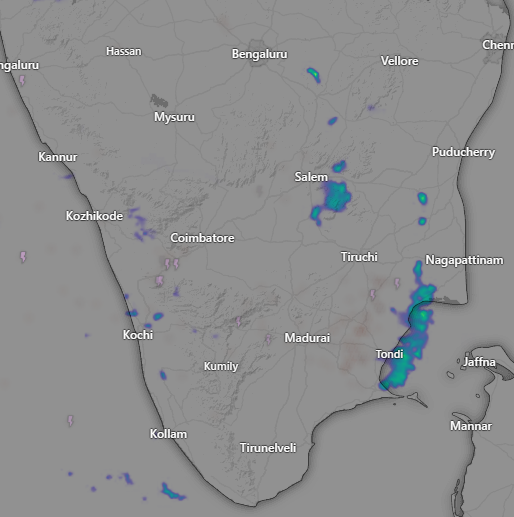 Hassan
Bengaluru
Chenn
ngaluru
Vellore
Mysuru
Kannur
Puducherry
Salem
Kozhikode
Coimbatore
Tiruchi
Nagapattinam
Kochi
Madurai
Tondi
Jaffna
Kumily
Mannar
Kollam
Tirunelveli